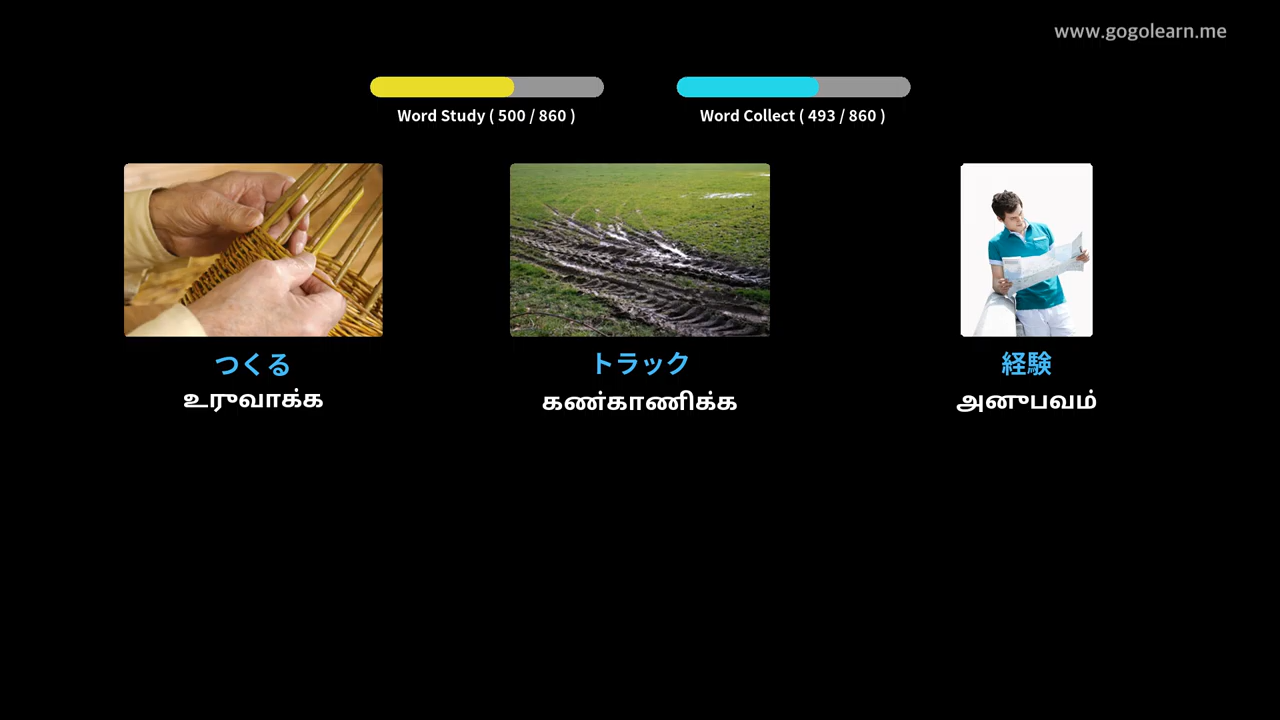 www.gogolearn.me
Word Study ( 500 / 860 )
Word Collect ( 493 / 860 )
つくる
トラック
経験
உருவாக்க
கண்காணிக்க
அனுபவம்